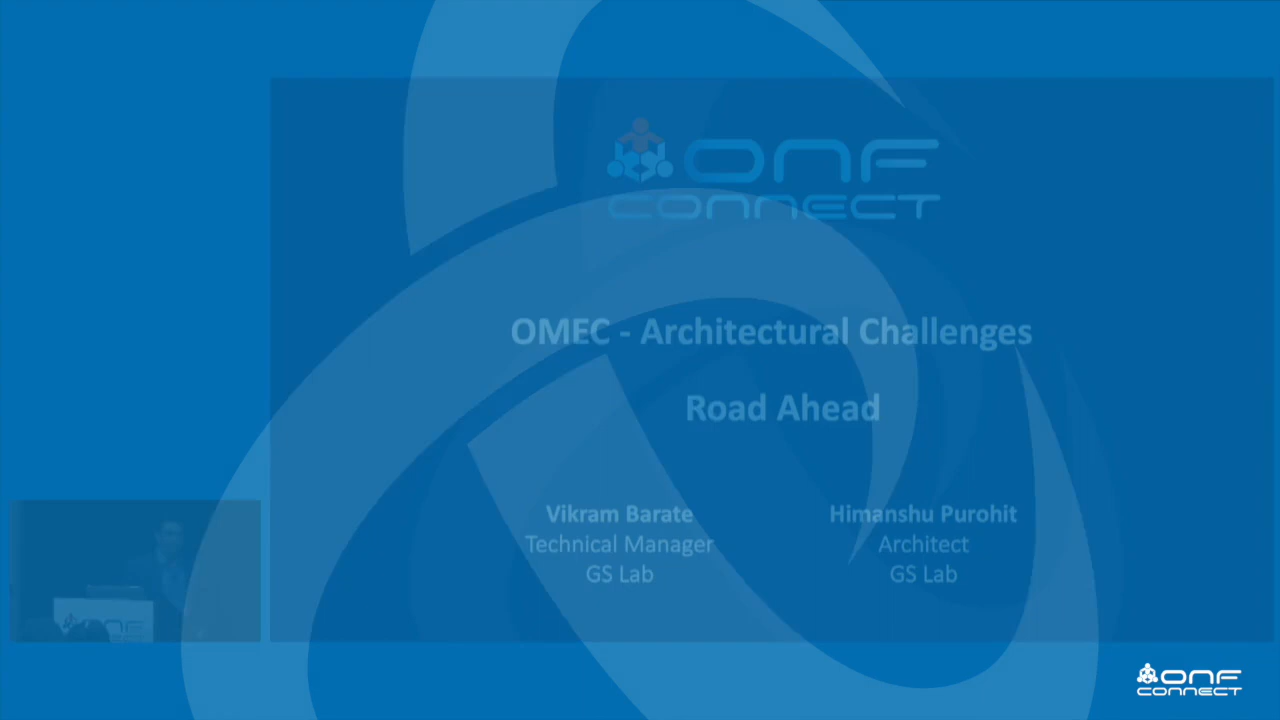 ONF
CONNECT
OMEC - Architectural Challenges
Road Ahead
Vikram Barate
Technical Manager
GS Lab
Himanshu Purohit
Architect
GS Lab
ONF
ONF
CONNECT